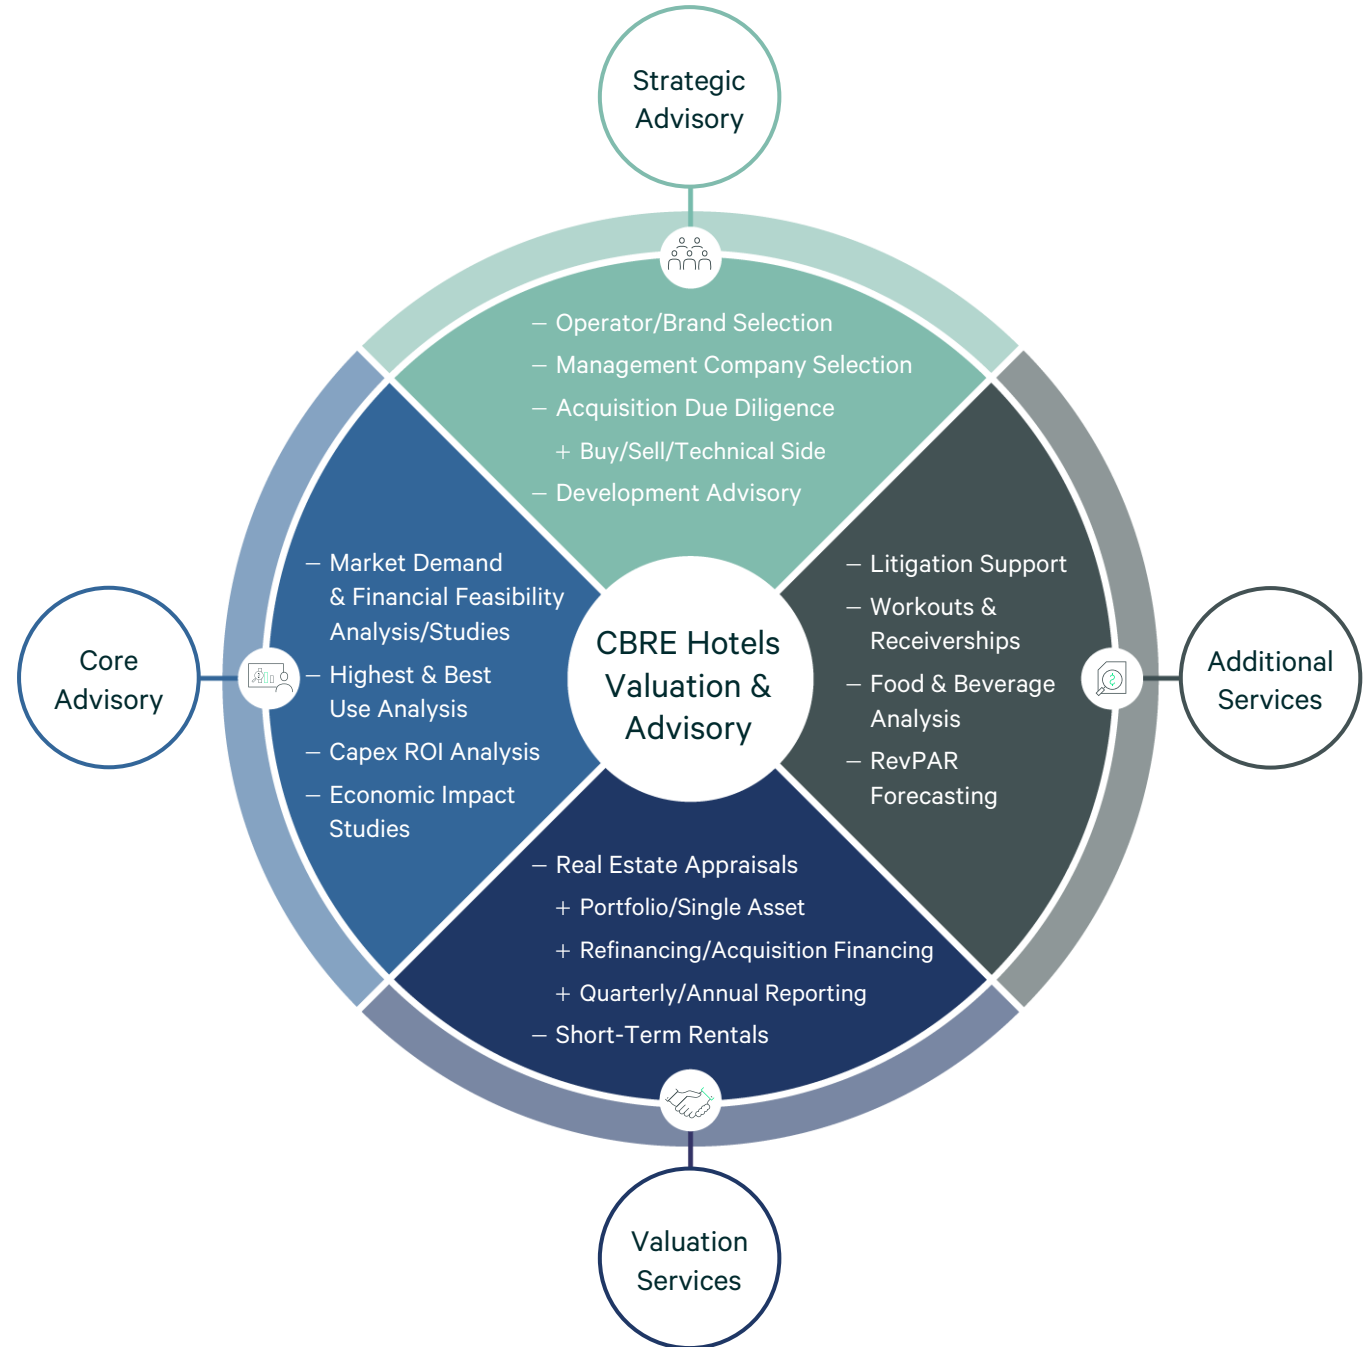 Strategic
Advisory
– Operator/Brand Selection
– Management Company Selection
– Acquisition Due Diligence
+ Buy/Sell/Technical Side
– Development Advisory
Core
Advisory
– Market Demand
& Financial Feasibility
Analysis/Studies
– Highest & Best
Use Analysis
– Capex ROI Analysis
– Economic Impact
Studies
CBRE Hotels
Valuation &
Advisory
– Litigation Support
– Workouts &
Receiverships
– Food & Beverage
Analysis
– RevPAR
Forecasting
Additional
Services
– Real Estate Appraisals
+ Portfolio/Single Asset
+ Refinancing/Acquisition Financing
+ Quarterly/Annual Reporting
– Short-Term Rentals
Valuation
Services